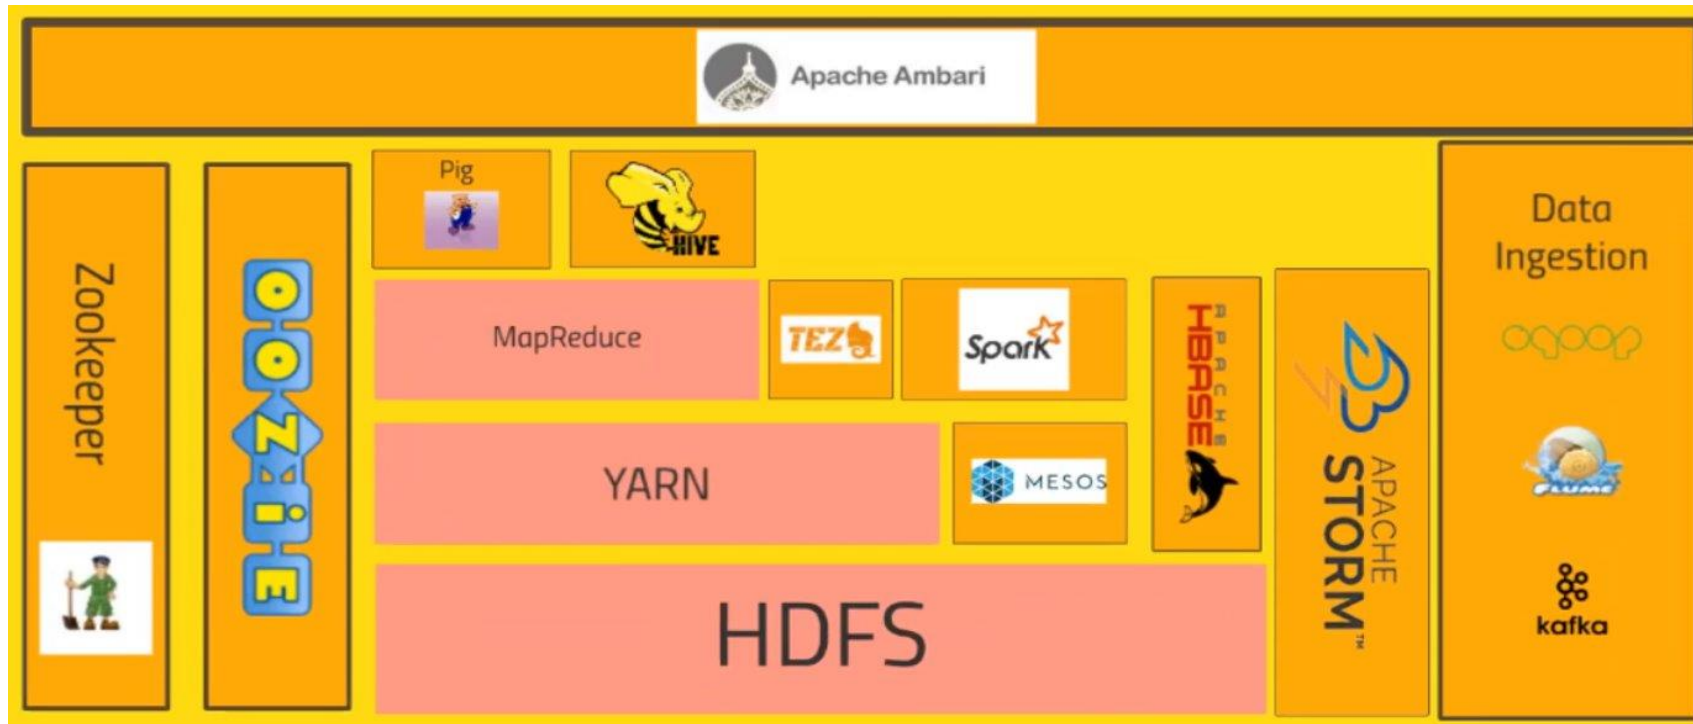 Apache Ambari
Zookeeper
OOZiE
Pig
HIVE
MapReduce
TEZ
Spark
YARN
MESOS
HDFS
APACHE
HBASE
APACHE
STORM™
Data
Ingestion
sqoop
FLUME
kafka